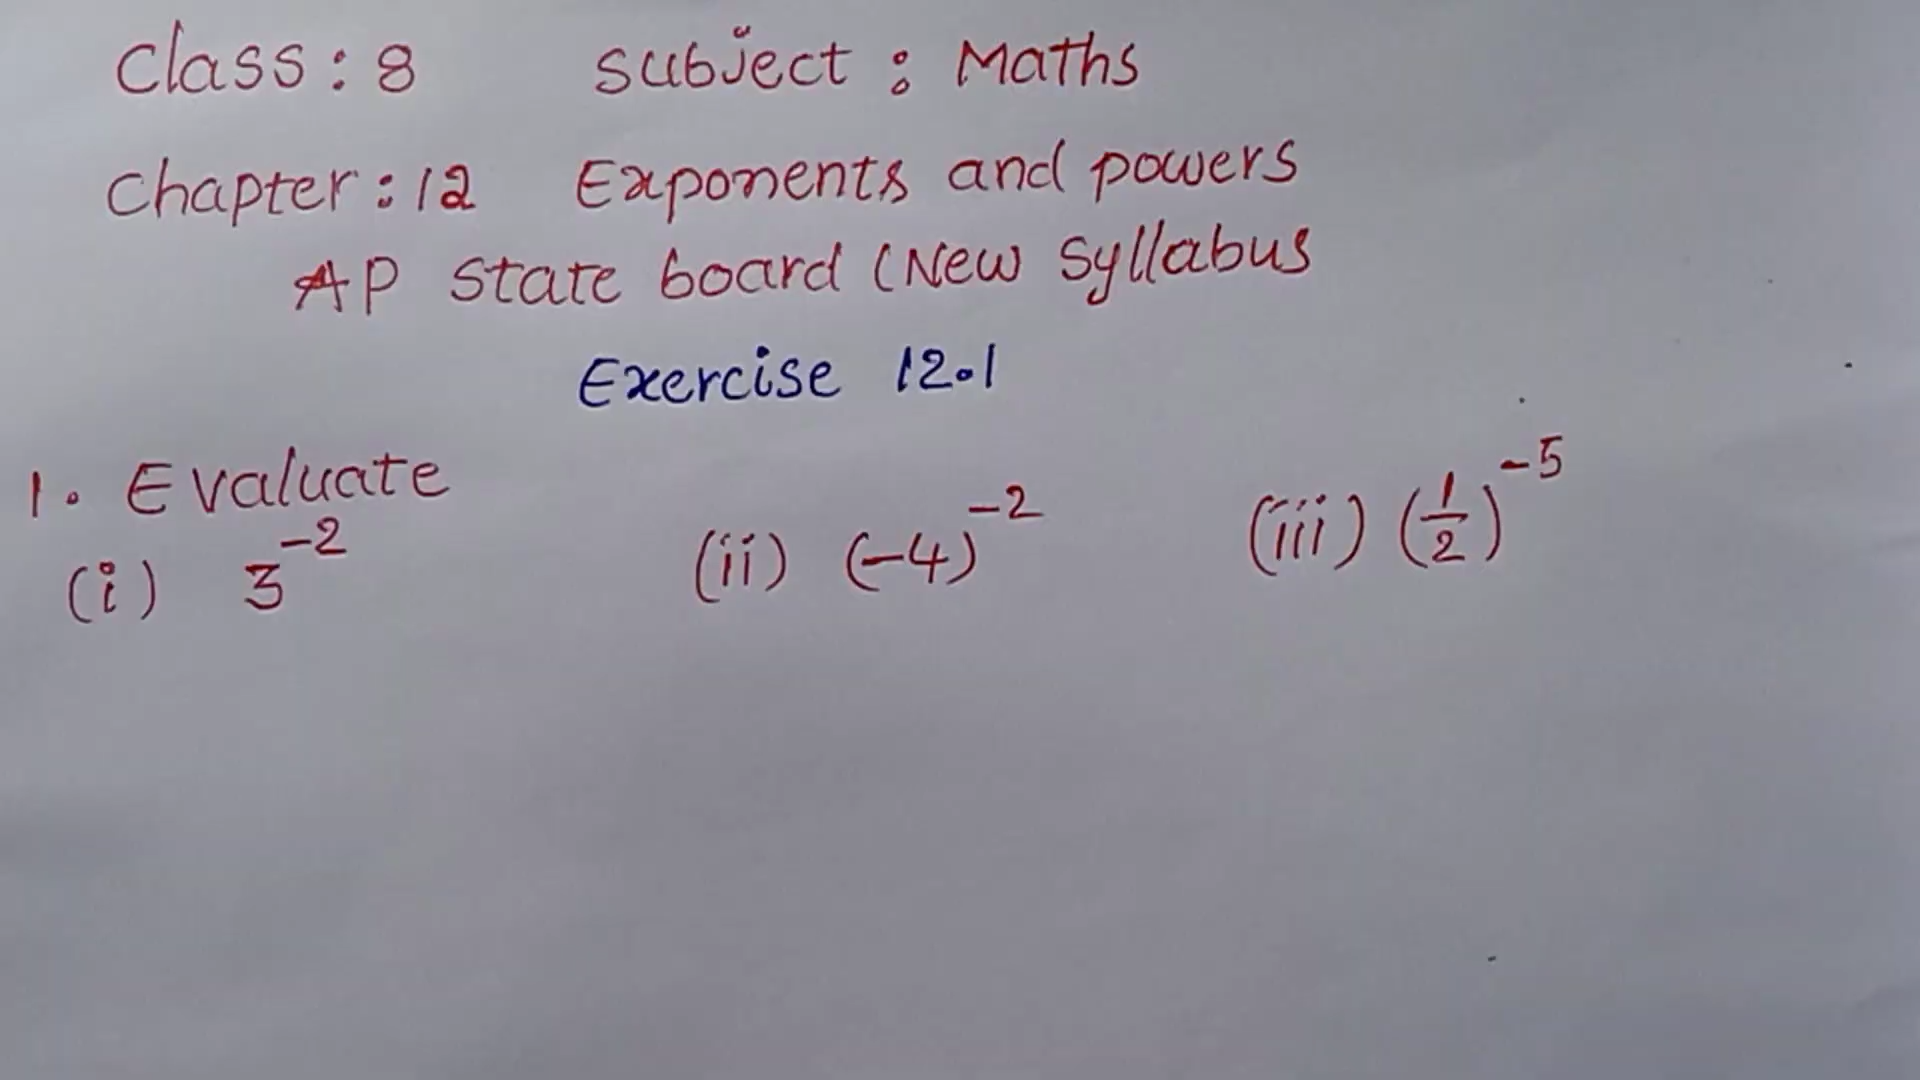 Class : 8 Subject : Maths
Chapter : 12 Exponents and powers
AP State board (New Syllabus
Exercise 12.1
1. Evaluate
(i) 3^-2 (ii) (-4)^-2 (iii) (1/2)^-5